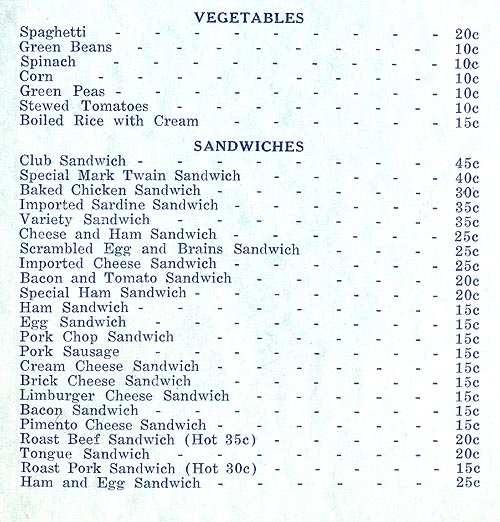 VEGETABLES
Spaghetti - - - - - - - - - 20c
Green Beans - - - - - - - - 10c
Spinach - - - - - - - - - 10c
Corn - - - - - - - - - - 10c
Green Peas - - - - - - - - - 10c
Stewed Tomatoes - - - - - - - 10c
Boiled Rice with Cream - - - - - - 15c
SANDWICHES
Club Sandwich - - - - - - - - 45c
Special Mark Twain Sandwich - - - - - 40c
Baked Chicken Sandwich - - - - - - 30c
Imported Sardine Sandwich - - - - - 35c
Variety Sandwich - - - - - - - 35c
Cheese and Ham Sandwich - - - - - 25c
Scrambled Egg and Brains Sandwich - - - 25c
Imported Cheese Sandwich - - - - - 25c
Bacon and Tomato Sandwich - - - - - 20c
Special Ham Sandwich - - - - - - 20c
Ham Sandwich - - - - - - - - 15c
Egg Sandwich - - - - - - - - 15c
Pork Chop Sandwich - - - - - - 15c
Pork Sausage - - - - - - - 15c
Cream Cheese Sandwich - - - - - - 15c
Brick Cheese Sandwich - - - - - - 15c
Limburger Cheese Sandwich - - - - - 15c
Bacon Sandwich - - - - - - - 15c
Pimento Cheese Sandwich - - - - - - 15c
Roast Beef Sandwich (Hot 35c) - - - - - 20c
Tongue Sandwich - - - - - - - 20c
Roast Pork Sandwich (Hot 30c) - - - - - 15c
Ham and Egg Sandwich - - - - - - 25c